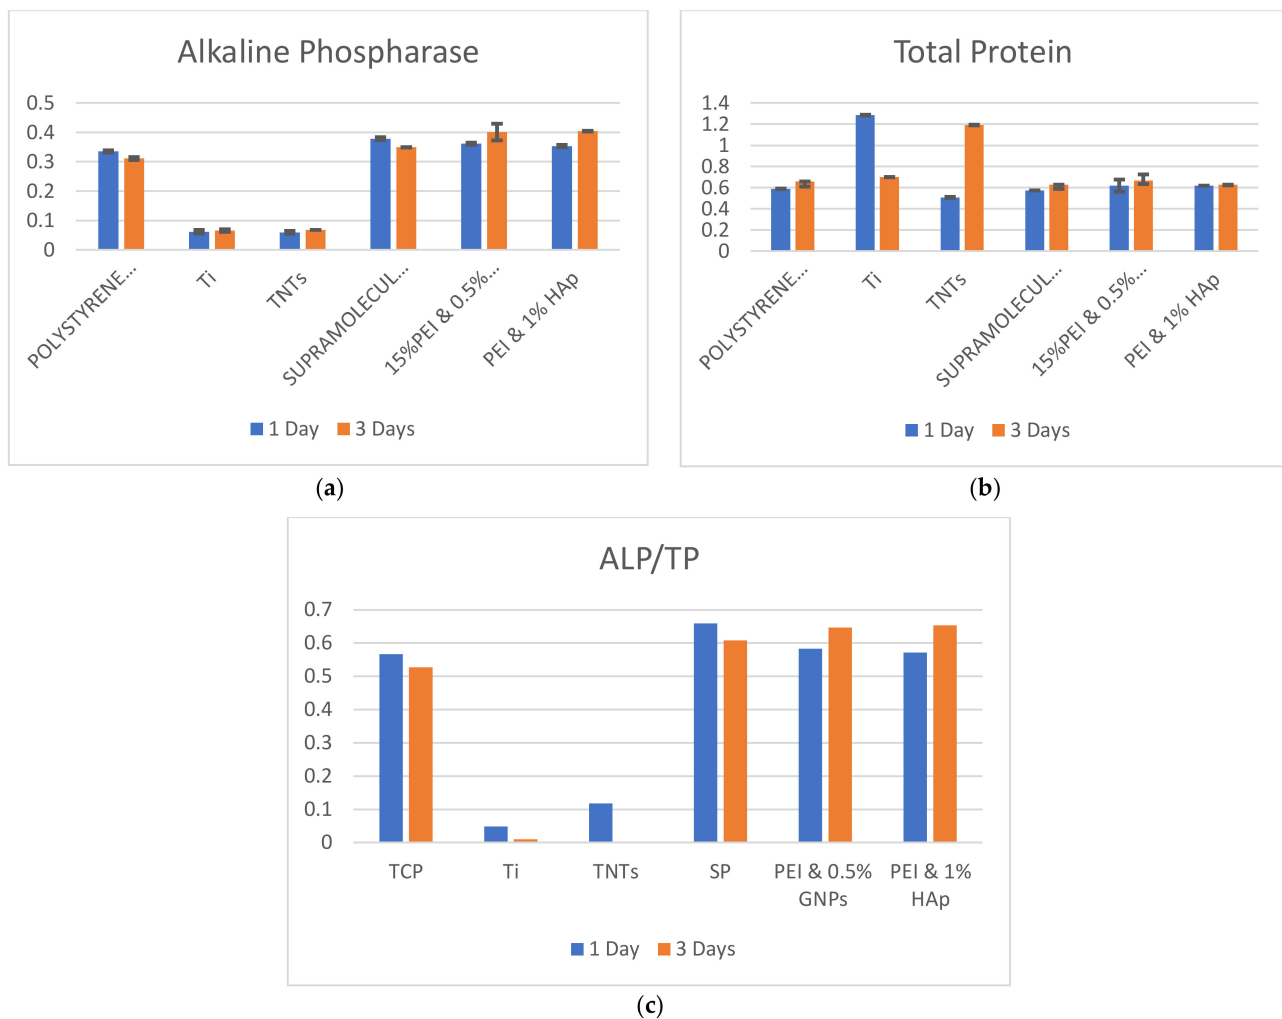 Alkaline Phospharase
0.5
0.4
0.3
0.2
0.1
0
POLYSTYRENE...
Ti
TNTs
SUPRAMOLECUL...
15%PEI & 0.5%...
PEI & 1% HAp
1 Day
3 Days
(a)
Total Protein
1.4
1.2
1
0.8
0.6
0.4
0.2
0
POLYSTYRENE...
Ti
TNTs
SUPRAMOLECUL...
15%PEI & 0.5%...
PEI & 1% HAp
1 Day
3 Days
(b)
ALP/TP
0.7
0.6
0.5
0.4
0.3
0.2
0.1
0
TCP
Ti
TNTs
SP
PEI & 0.5%
GNPs
PEI & 1%
HAp
1 Day
3 Days
(c)